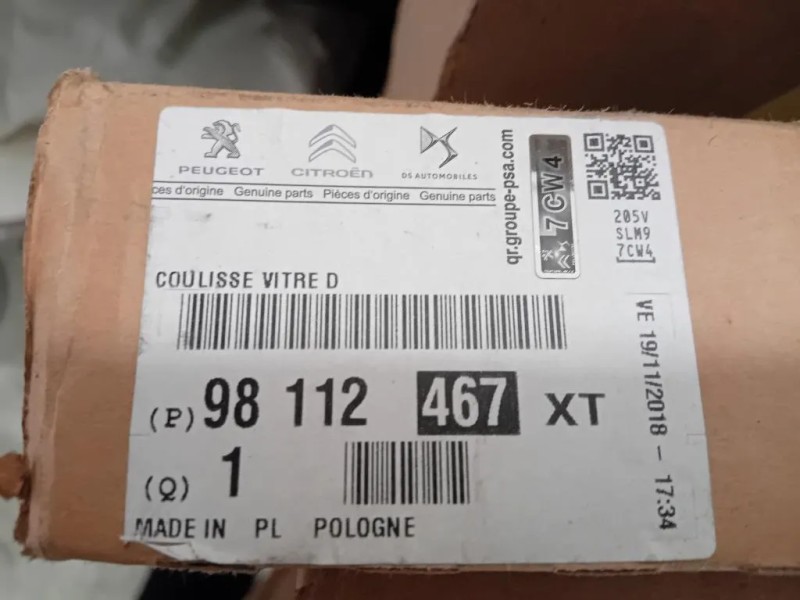 PEUGEOT CITROËN DS AUTOMOBILES
ces d'origine Genuine parts Pièces d'origine Genuine parts
qr.groupe-psa.com
7CW4
205V
SLM9
7CW4
COULISSE VITRE D
(P) 98 112 467 XT
(Q) 1
MADE IN PL POLOGNE
VE 19/11/2018 - 17:34